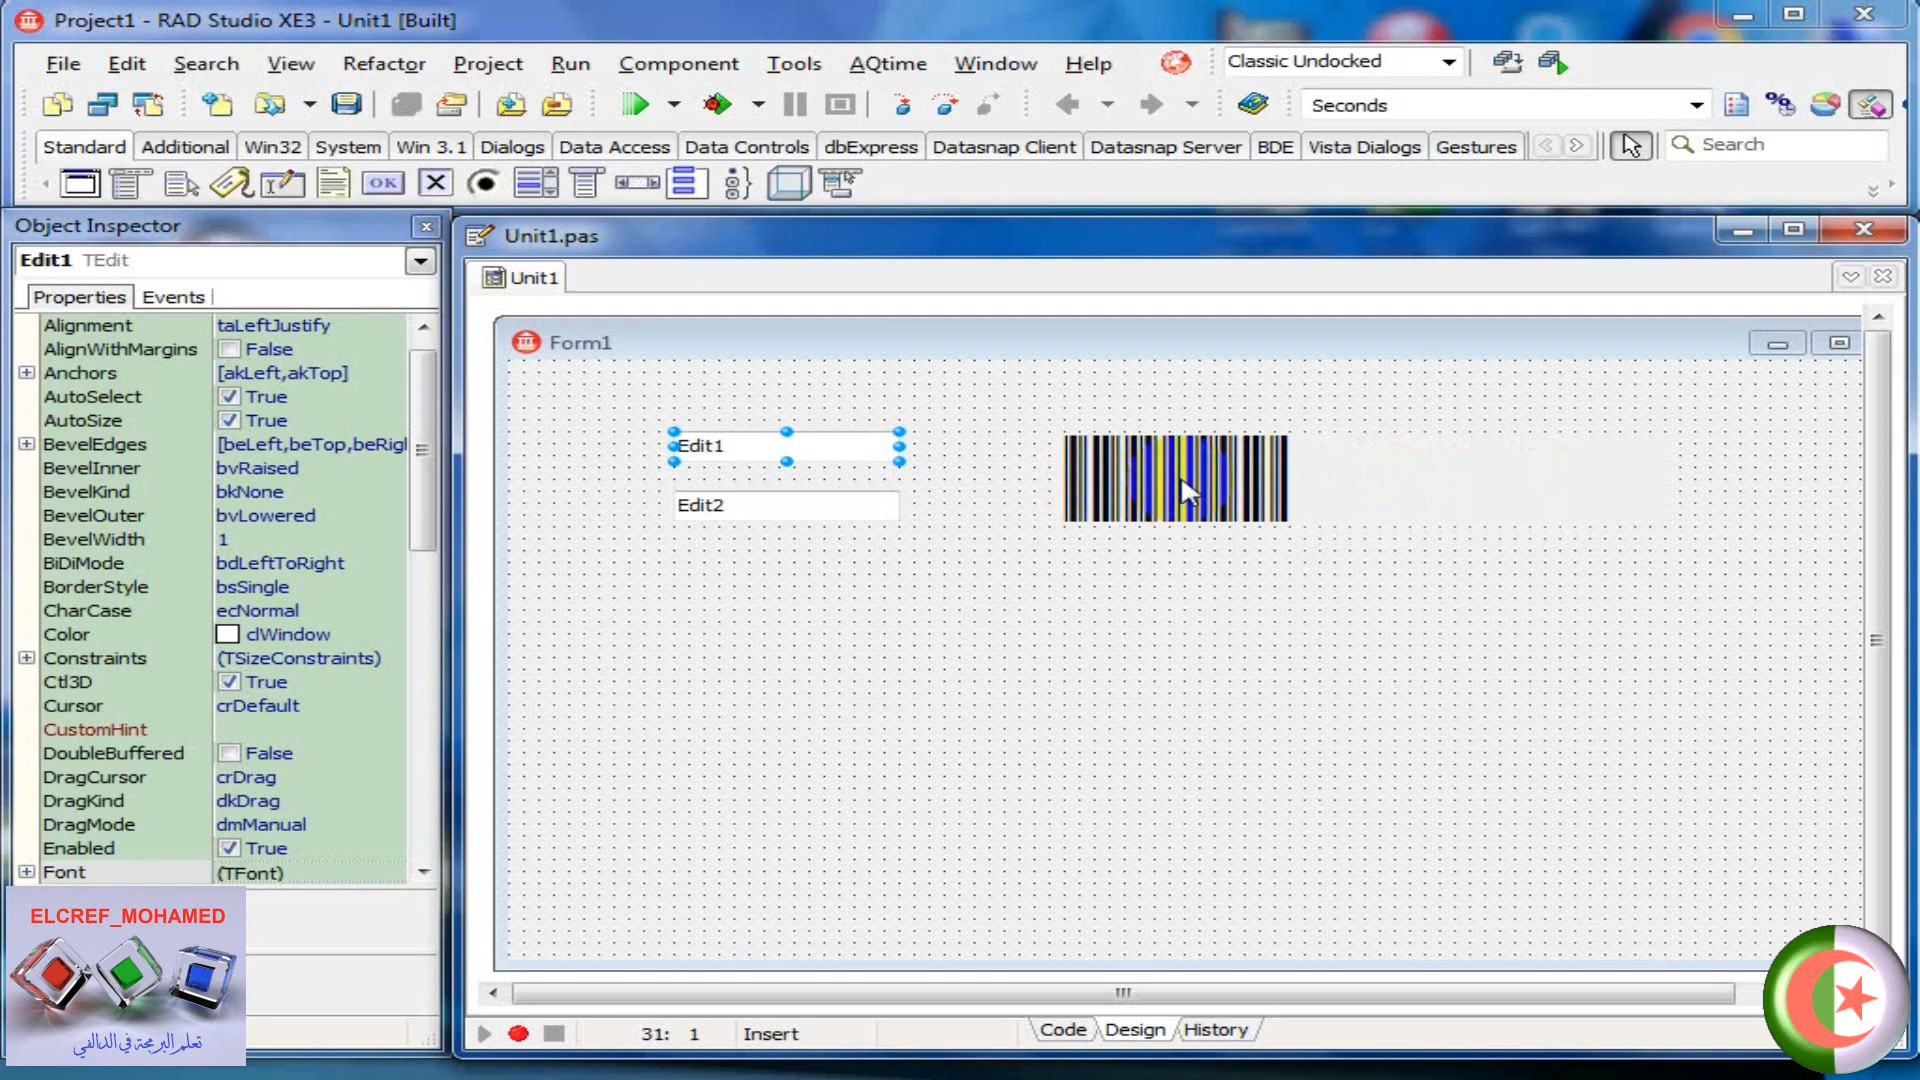 Project1 - RAD Studio XE3 - Unit1 [Built]
File Edit Search View Refactor Project Run Component Tools AQtime Window Help Classic Undocked
Seconds
Standard Additional Win32 System Win 3.1 Dialogs Data Access Data Controls dbExpress Datasnap Client Datasnap Server BDE Vista Dialogs Gestures Search
OK
Object Inspector
Edit1 TEdit
Properties Events
Alignment taLeftJustify
AlignWithMargins False
Anchors [akLeft,akTop]
AutoSelect True
AutoSize True
BevelEdges [beLeft,beTop,beRigl
BevelInner bvRaised
BevelKind bkNone
BevelOuter bvLowered
BevelWidth 1
BiDiMode bdLeftToRight
BorderStyle bsSingle
CharCase ecNormal
Color clWindow
Constraints (TSizeConstraints)
Ctl3D True
Cursor crDefault
CustomHint
DoubleBuffered False
DragCursor crDrag
DragKind dkDrag
DragMode dmManual
Enabled True
Font (TFont)
ELCREF_MOHAMED
تعلم البرمجة في الدالفي
Unit1.pas
Unit1
Form1
Edit1
Edit2
31: 1 Insert Code Design History